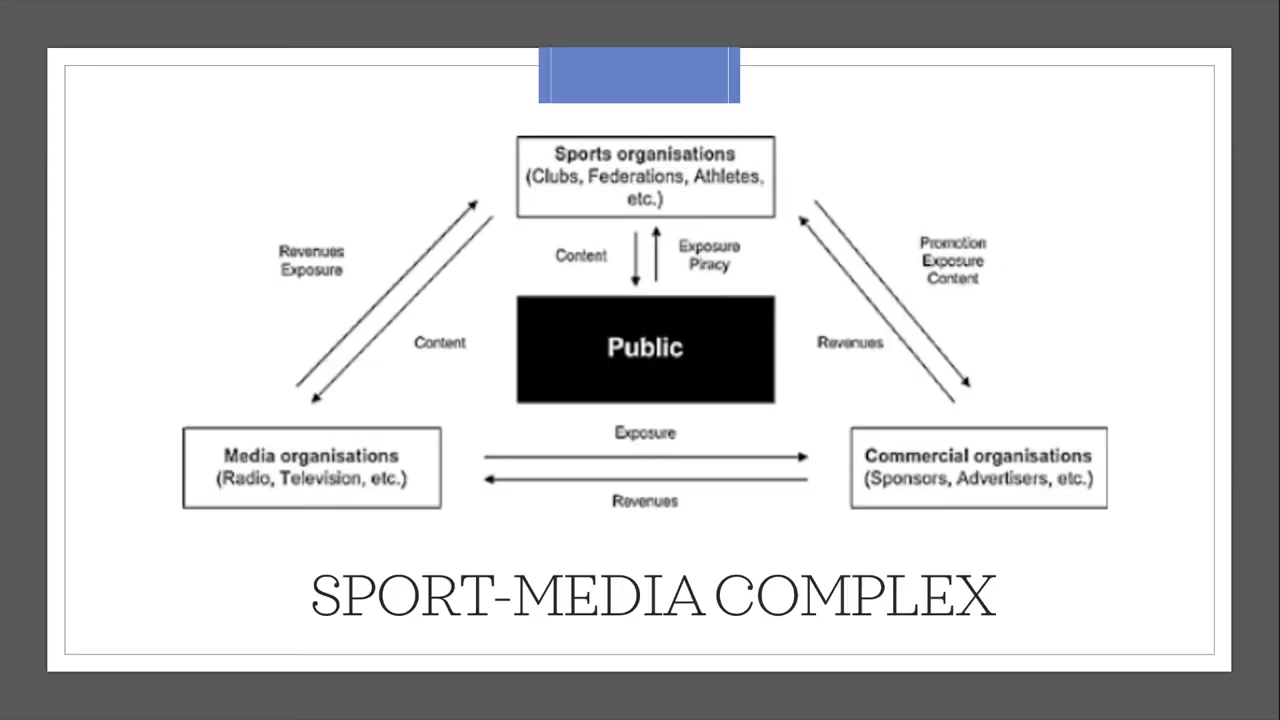 Sports organisations
(Clubs, Federations, Athletes,
etc.)
Revenues
Exposure
Content
Exposure
Piracy
Promotion
Exposure
Content
Content
Public
Revenues
Exposure
Media organisations
(Radio, Television, etc.)
Commercial organisations
(Sponsors, Advertisers, etc.)
Revenues
SPORT-MEDIA COMPLEX